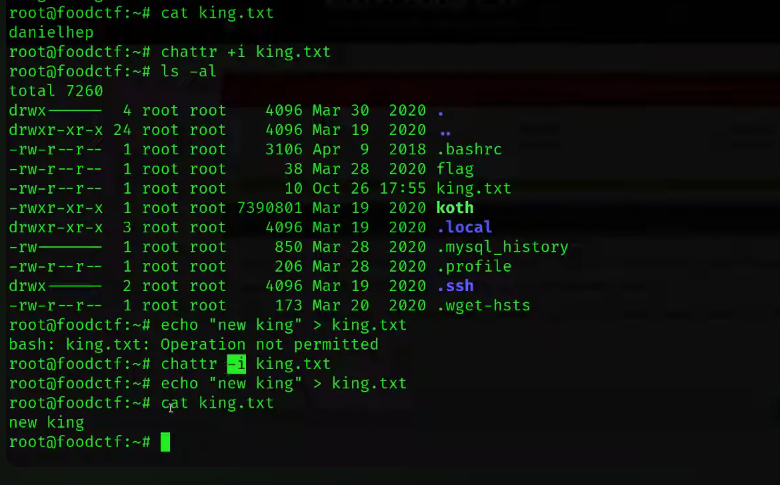 root@foodctf:~# cat king.txt
danielhep
root@foodctf:~# chattr +i king.txt
root@foodctf:~# ls -al
total 7260
drwx------  4 root root    4096 Mar 30  2020 .
drwxr-xr-x 24 root root    4096 Mar 19  2020 ..
-rw-r--r--  1 root root    3106 Apr  9  2018 .bashrc
-rw-r--r--  1 root root      38 Mar 28  2020 flag
-rw-r--r--  1 root root      10 Oct 26 17:55 king.txt
-rwxr-xr-x  1 root root 7390801 Mar 19  2020 koth
drwxr-xr-x  3 root root    4096 Mar 19  2020 .local
-rw-------  1 root root     850 Mar 28  2020 .mysql_history
-rw-r--r--  1 root root     206 Mar 28  2020 .profile
drwx------  2 root root    4096 Mar 19  2020 .ssh
-rw-r--r--  1 root root     173 Mar 20  2020 .wget-hsts
root@foodctf:~# echo "new king" > king.txt
bash: king.txt: Operation not permitted
root@foodctf:~# chattr -i king.txt
root@foodctf:~# echo "new king" > king.txt
root@foodctf:~# cat king.txt
new king
root@foodctf:~#